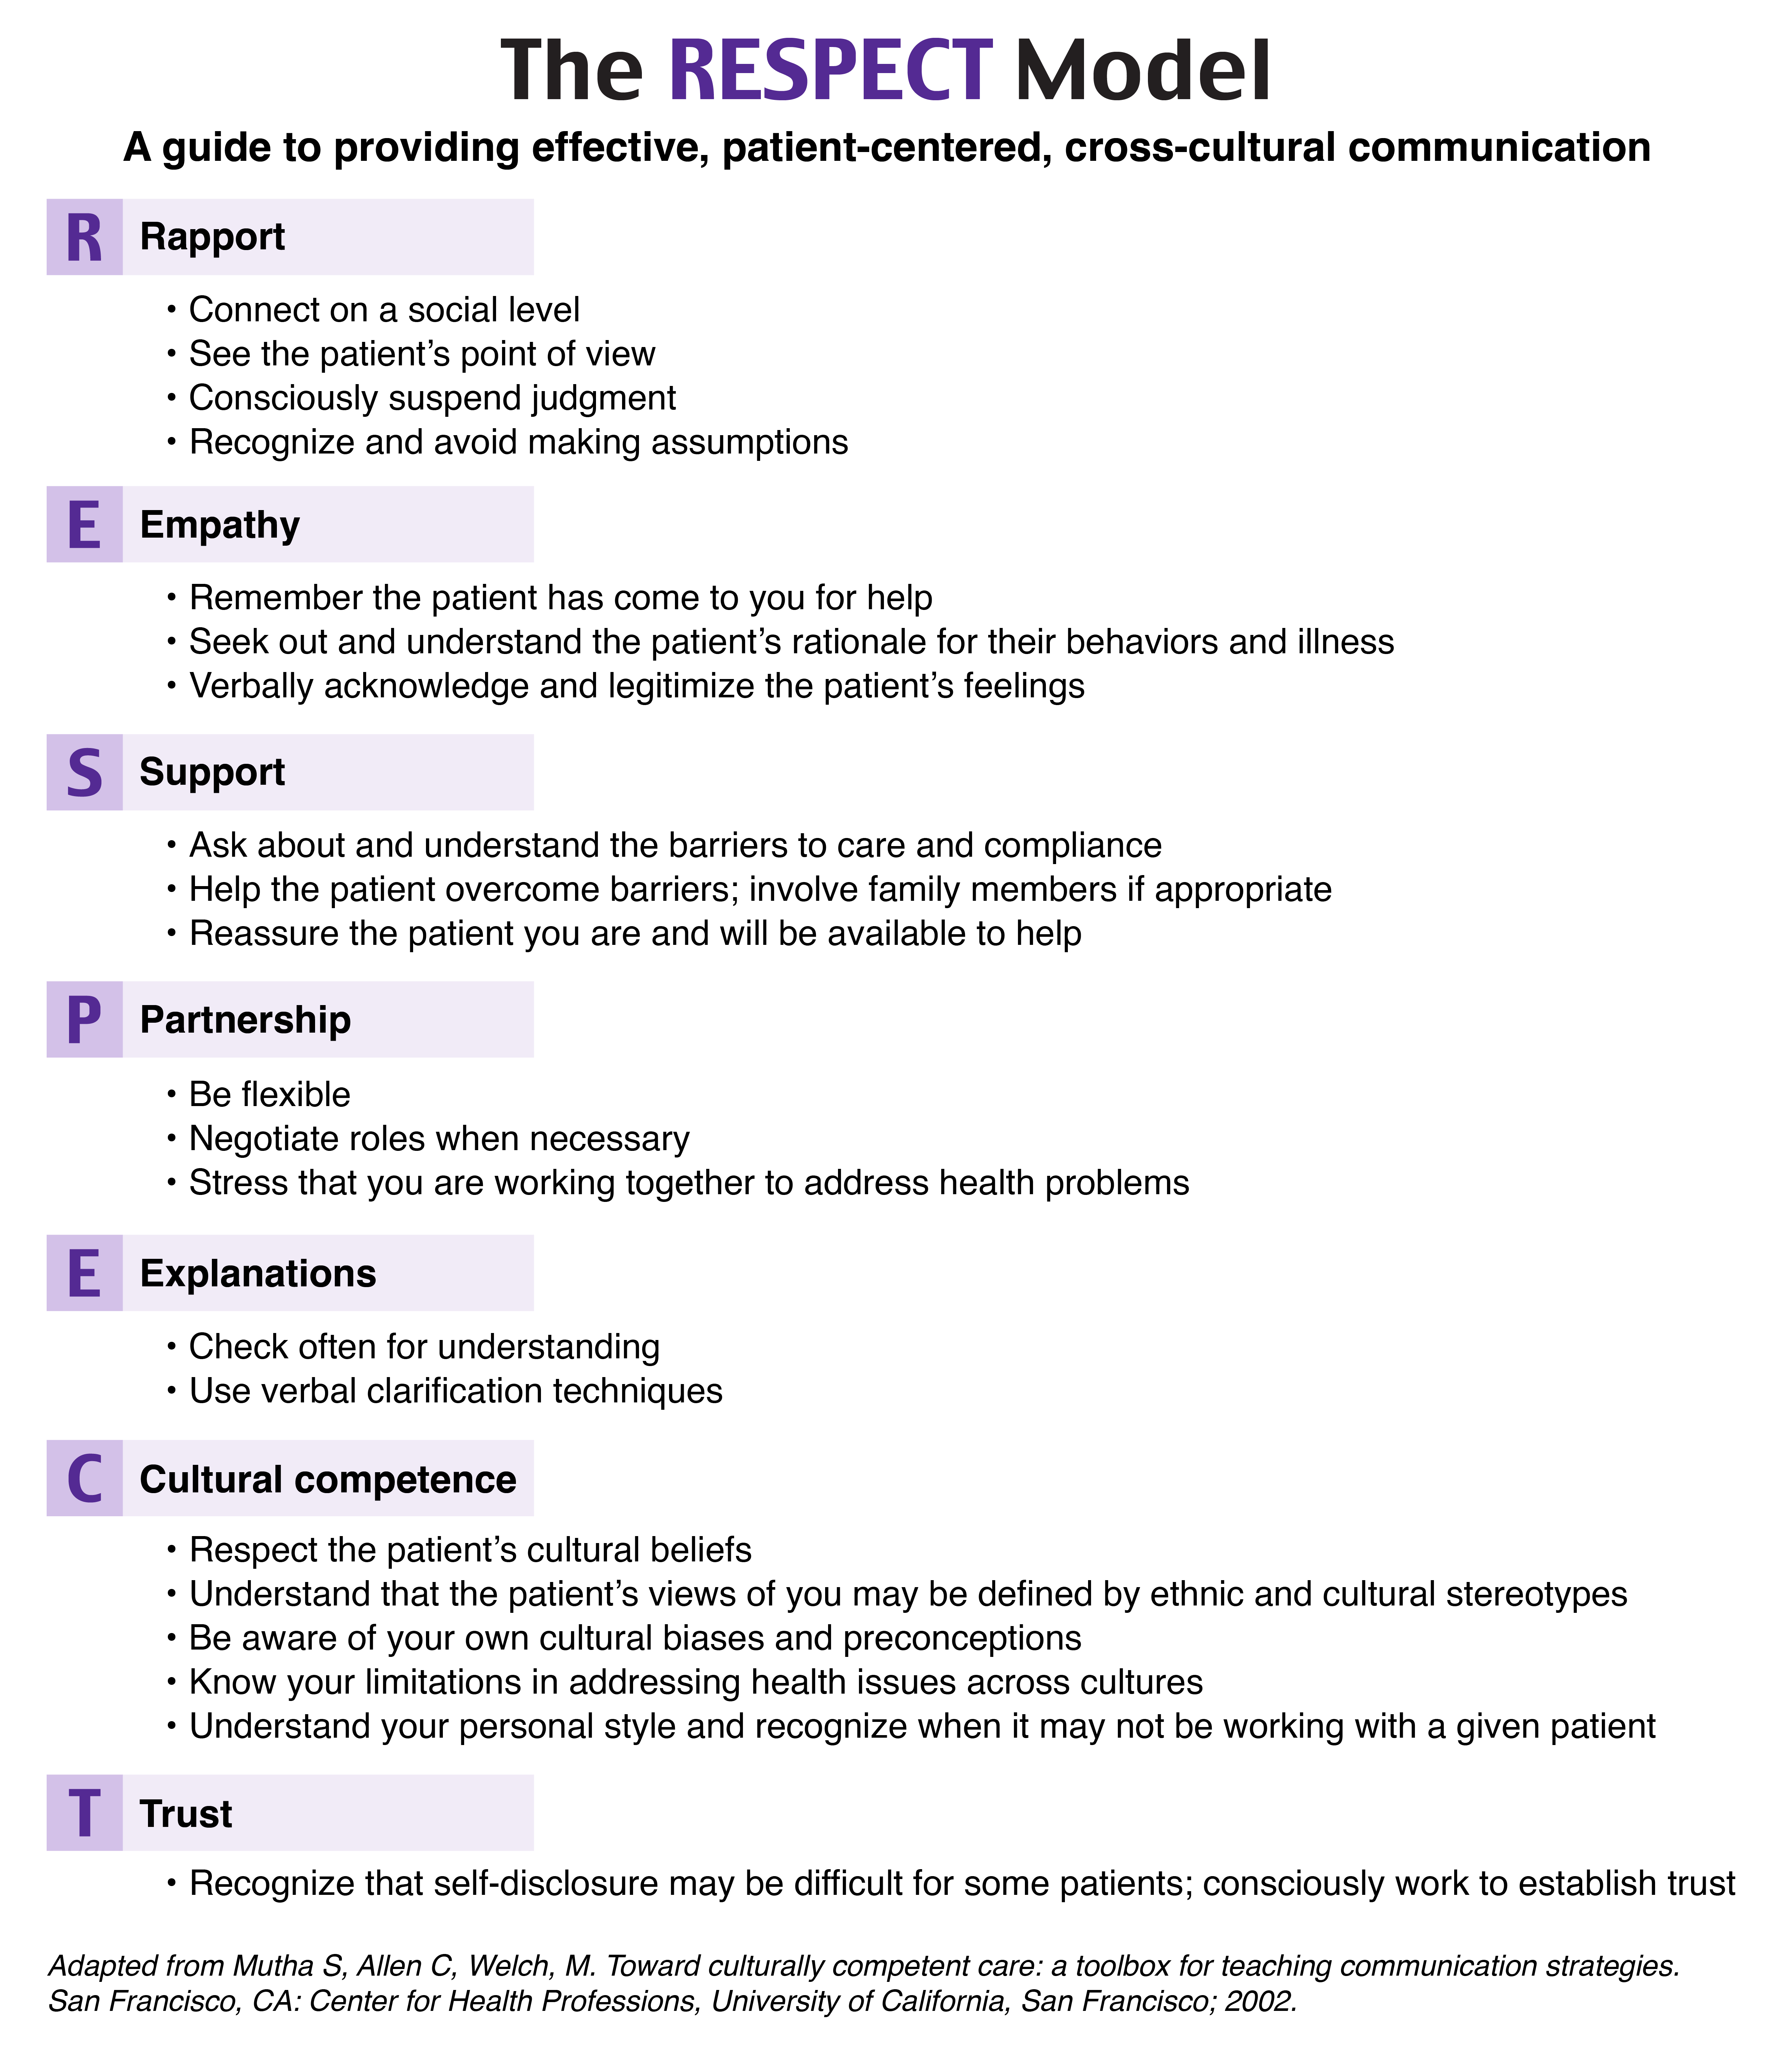 The RESPECT Model
A guide to providing effective, patient-centered, cross-cultural communication
R Rapport
• Connect on a social level
• See the patient’s point of view
• Consciously suspend judgment
• Recognize and avoid making assumptions
E Empathy
• Remember the patient has come to you for help
• Seek out and understand the patient’s rationale for their behaviors and illness
• Verbally acknowledge and legitimize the patient’s feelings
S Support
• Ask about and understand the barriers to care and compliance
• Help the patient overcome barriers; involve family members if appropriate
• Reassure the patient you are and will be available to help
P Partnership
• Be flexible
• Negotiate roles when necessary
• Stress that you are working together to address health problems
E Explanations
• Check often for understanding
• Use verbal clarification techniques
C Cultural competence
• Respect the patient’s cultural beliefs
• Understand that the patient’s views of you may be defined by ethnic and cultural stereotypes
• Be aware of your own cultural biases and preconceptions
• Know your limitations in addressing health issues across cultures
• Understand your personal style and recognize when it may not be working with a given patient
T Trust
• Recognize that self-disclosure may be difficult for some patients; consciously work to establish trust
Adapted from Mutha S, Allen C, Welch, M. Toward culturally competent care: a toolbox for teaching communication strategies.
San Francisco, CA: Center for Health Professions, University of California, San Francisco; 2002.